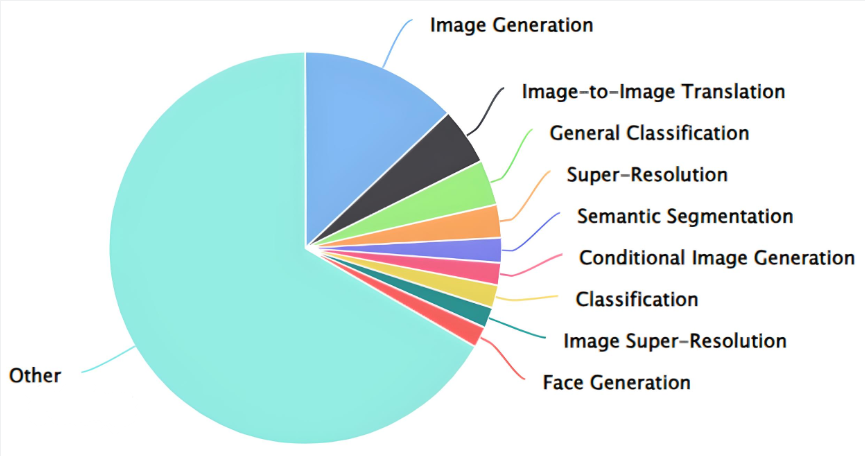 Image Generation
Image-to-Image Translation
General Classification
Super-Resolution
Semantic Segmentation
Conditional Image Generation
Classification
Image Super-Resolution
Other
Face Generation